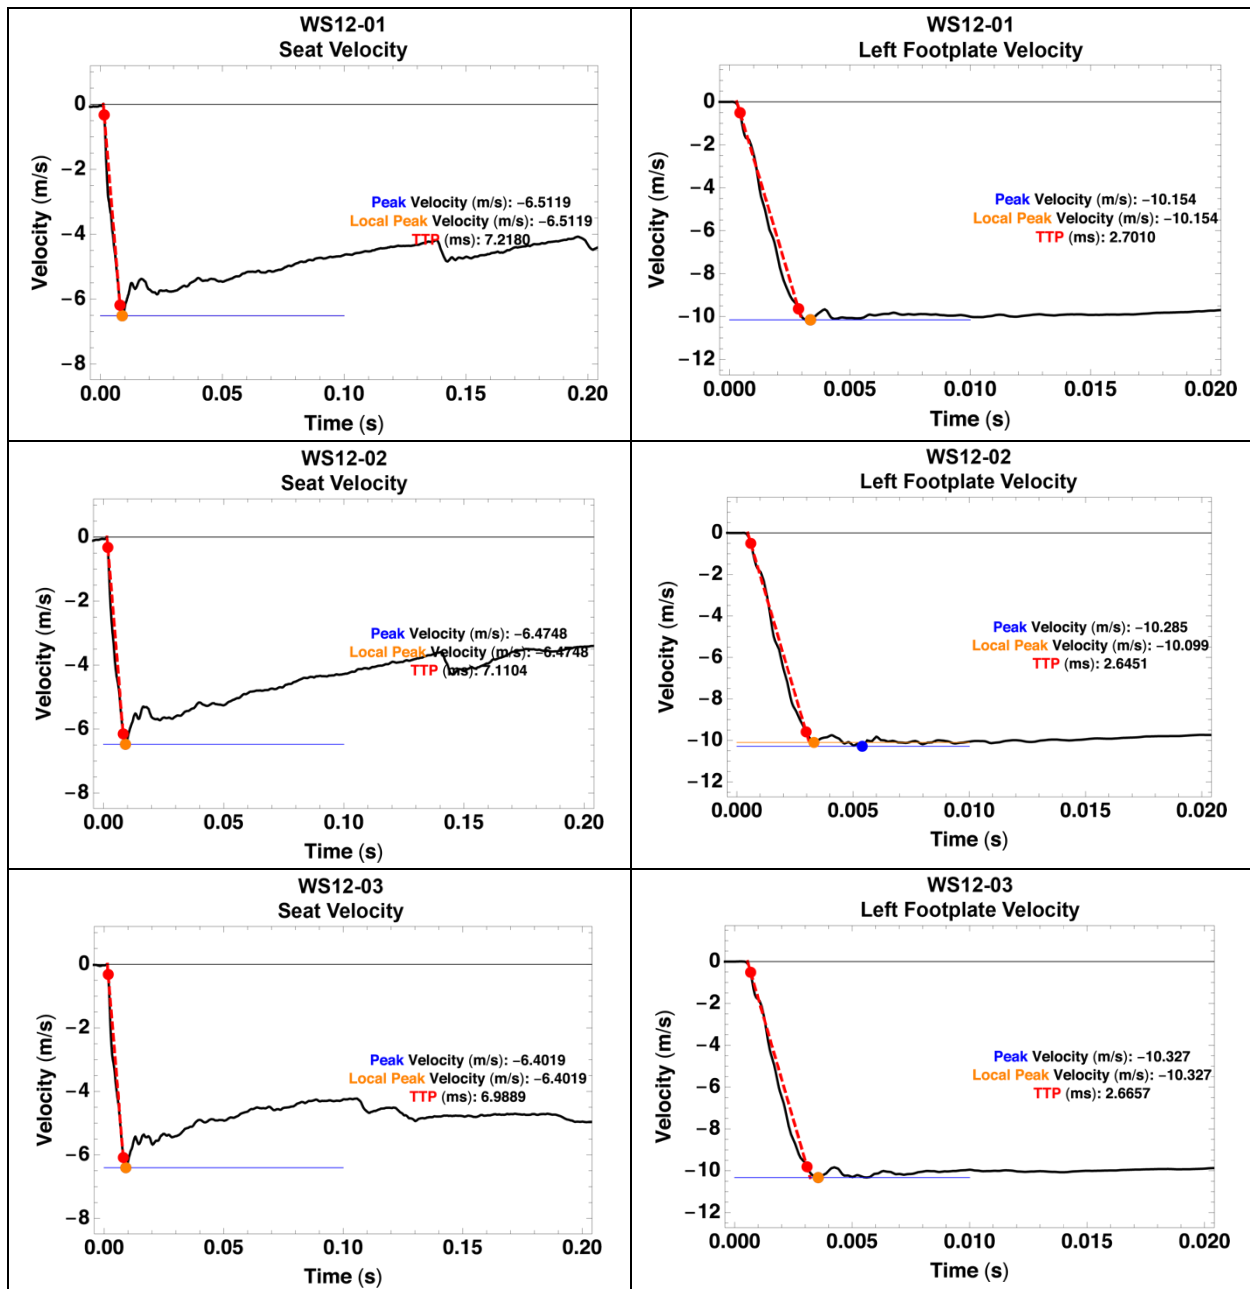 WS12-01
Seat Velocity
Velocity (m/s)
0
−2
−4
−6
−8
Peak Velocity (m/s): −6.5119
Local Peak Velocity (m/s): −6.5119
TTP (ms): 7.2180
0.00 0.05 0.10 0.15 0.20
Time (s)
WS12-01
Left Footplate Velocity
Velocity (m/s)
0
−2
−4
−6
−8
−10
−12
Peak Velocity (m/s): −10.154
Local Peak Velocity (m/s): −10.154
TTP (ms): 2.7010
0.000 0.005 0.010 0.015 0.020
Time (s)
WS12-02
Seat Velocity
Velocity (m/s)
0
−2
−4
−6
−8
Peak Velocity (m/s): −6.4748
Local Peak Velocity (m/s): −6.4748
TTP (ms): 7.1104
0.00 0.05 0.10 0.15 0.20
Time (s)
WS12-02
Left Footplate Velocity
Velocity (m/s)
0
−2
−4
−6
−8
−10
−12
Peak Velocity (m/s): −10.285
Local Peak Velocity (m/s): −10.099
TTP (ms): 2.6451
0.000 0.005 0.010 0.015 0.020
Time (s)
WS12-03
Seat Velocity
Velocity (m/s)
0
−2
−4
−6
−8
Peak Velocity (m/s): −6.4019
Local Peak Velocity (m/s): −6.4019
TTP (ms): 6.9889
0.00 0.05 0.10 0.15 0.20
Time (s)
WS12-03
Left Footplate Velocity
Velocity (m/s)
0
−2
−4
−6
−8
−10
−12
Peak Velocity (m/s): −10.327
Local Peak Velocity (m/s): −10.327
TTP (ms): 2.6657
0.000 0.005 0.010 0.015 0.020
Time (s)